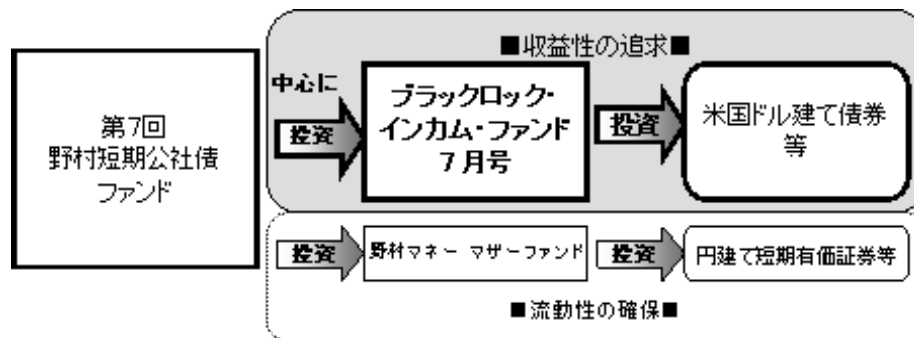 ■収益性の追求■
第7回
野村短期公社債
ファンド
中心に
投資
ブラックロック・
インカム・ファンド
7月号
投資
米国ドル建て債券
等
投資
野村マネー マザーファンド
投資
円建て短期有価証券等
■流動性の確保■